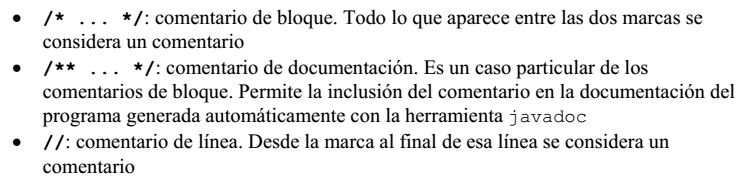 • /* ... */: comentario de bloque. Todo lo que aparece entre las dos marcas se
considera un comentario
• /** ... */: comentario de documentación. Es un caso particular de los
comentarios de bloque. Permite la inclusión del comentario en la documentación del
programa generada automáticamente con la herramienta javadoc
• //: comentario de línea. Desde la marca al final de esa línea se considera un
comentario